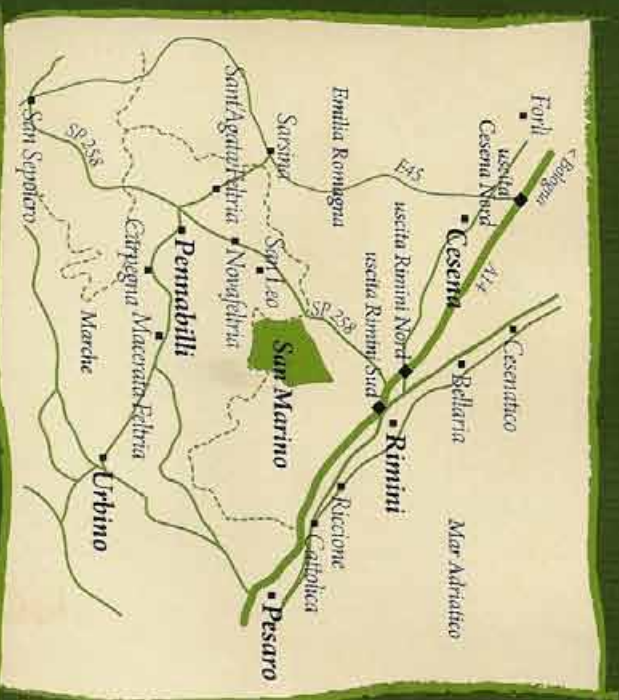 < Bologna
Forlì
uscita
Cesena Nord
A14
Cesena
E45
Cesenatico
Bellaria
Mar Adriatico
Emilia Romagna
uscita Rimini Nord
uscita Rimini Sud
Rimini
Sarsina
Sant'Agata Feltria
San Leo
Novafeltria
SP 258
San Marino
Riccione
Cattolica
Pesaro
SP 258
San Sepolcro
Pennabilli
Carpegna
Macerata Feltria
Marche
Urbino